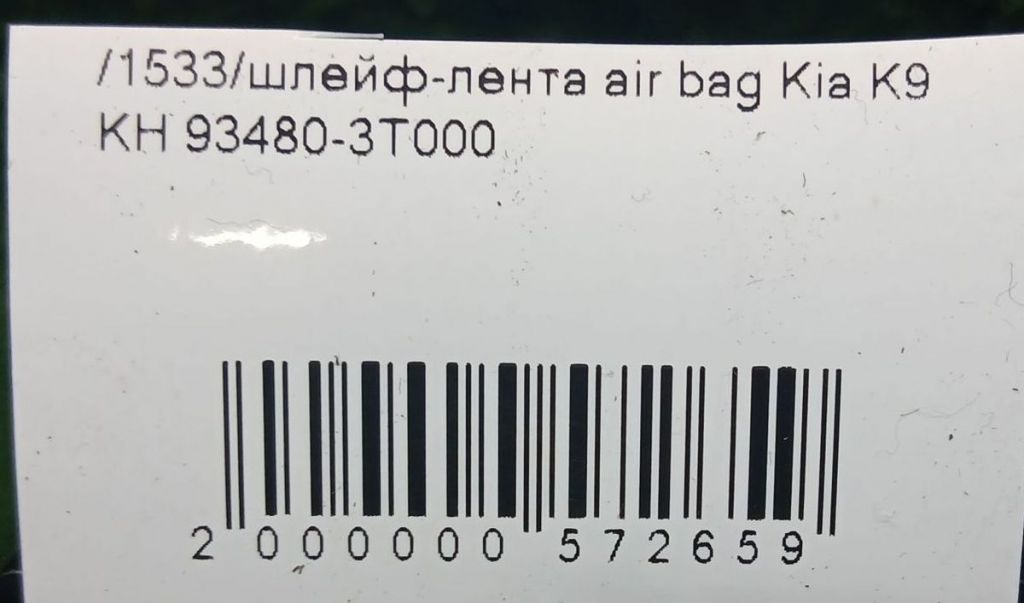 /1533/шлейф-лента air bag Kia K9
KH 93480-3T000
2 000000 572659